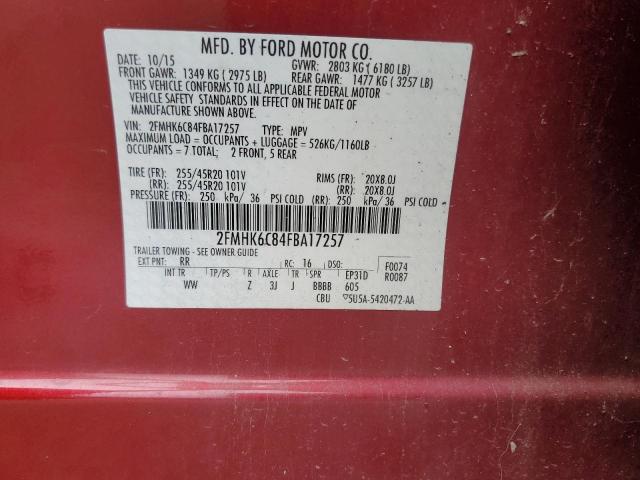 MFD. BY FORD MOTOR CO.
DATE: 10/15 GVWR: 2803 KG ( 6180 LB)
FRONT GAWR: 1349 KG ( 2975 LB) REAR GAWR: 1477 KG ( 3257 LB)
THIS VEHICLE CONFORMS TO ALL APPLICABLE FEDERAL MOTOR
VEHICLE SAFETY STANDARDS IN EFFECT ON THE DATE OF
MANUFACTURE SHOWN ABOVE.
VIN: 2FMHK6C84FBA17257 TYPE: MPV
MAXIMUM LOAD = OCCUPANTS + LUGGAGE = 526KG/1160LB
OCCUPANTS = 7 TOTAL; 2 FRONT, 5 REAR
TIRE (FR): 255/45R20 101V RIMS (FR): 20X8.0J
(RR): 255/45R20 101V (RR): 20X8.0J
PRESSURE (FR): 250 kPa/ 36 PSI COLD (RR): 250 kPa/ 36 PSI COLD
2FMHK6C84FBA17257
TRAILER TOWING - SEE OWNER GUIDE
EXT PNT: RR RC: 16 DSO: F0074
R0087
INT TR TP/PS R AXLE TR SPR EP31D
WW Z 3J J BBBB 605
CBU 5U5A-5420472-AA